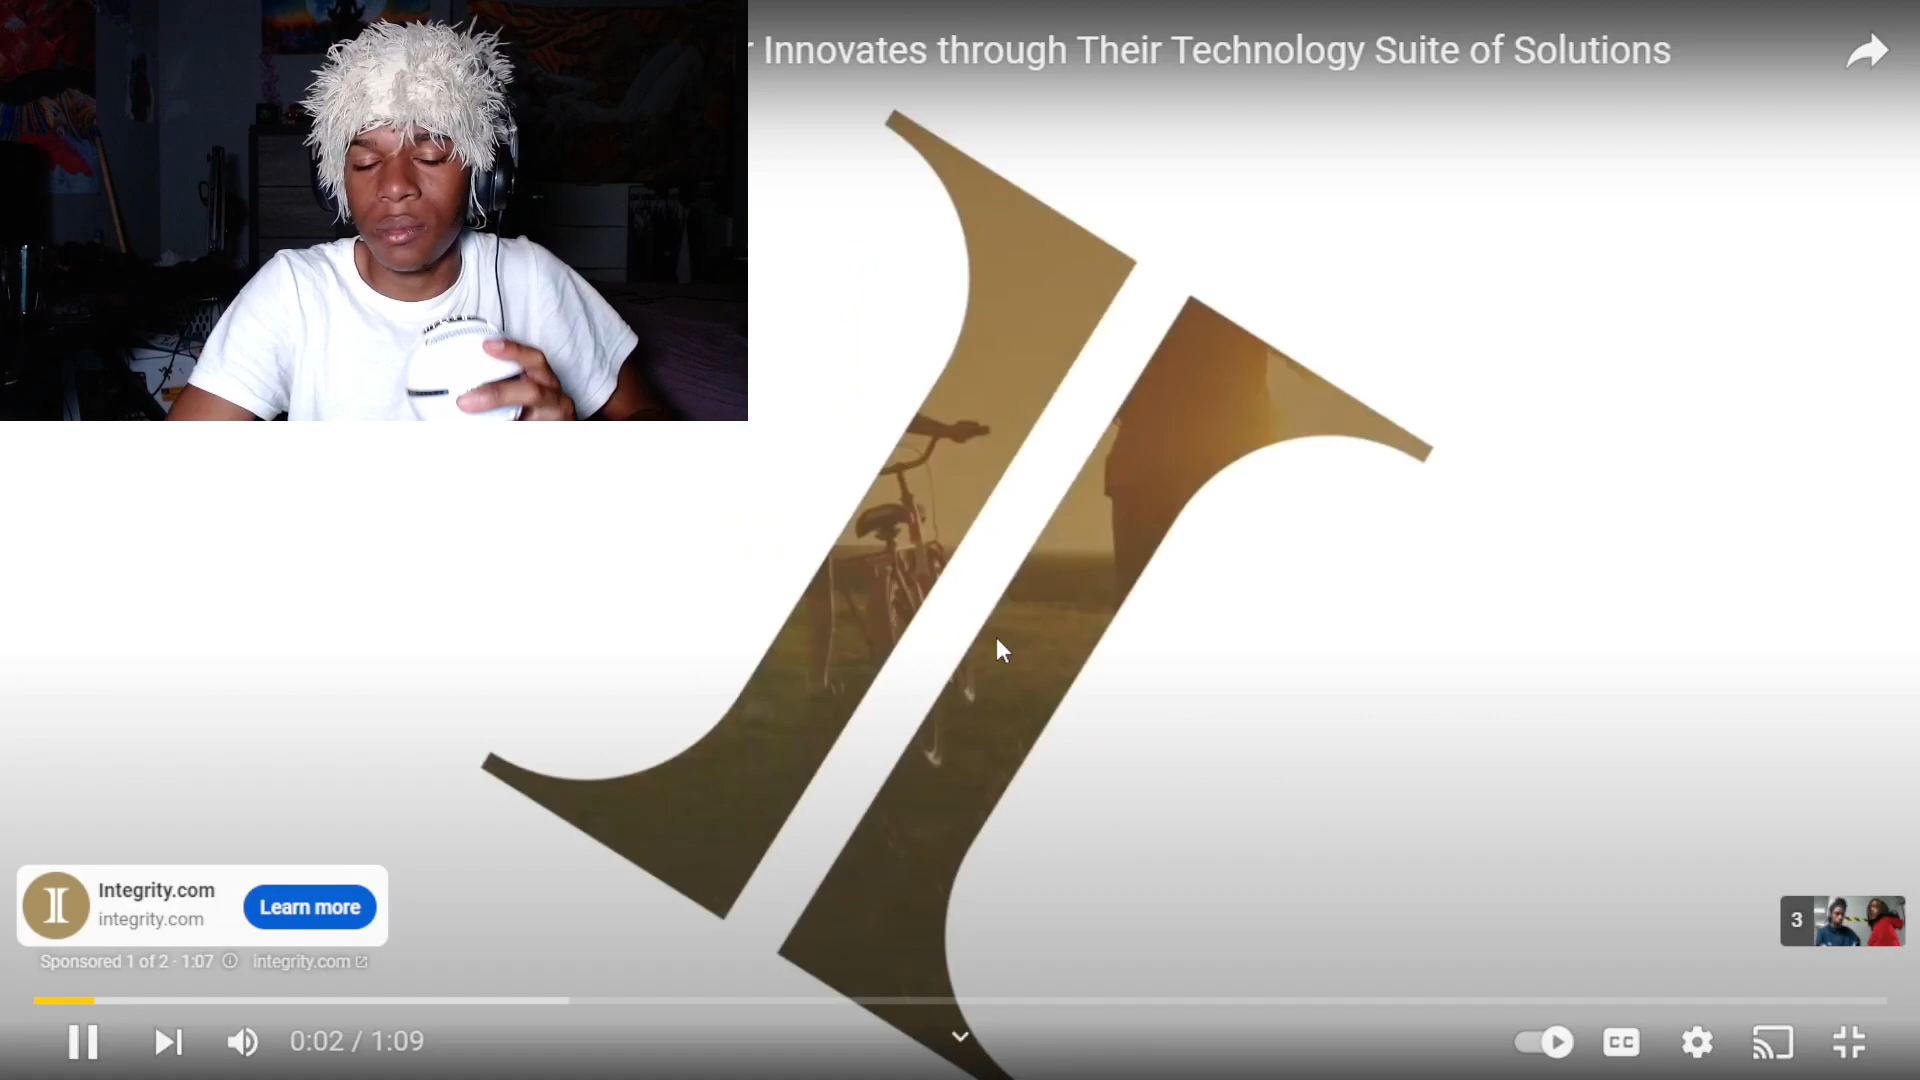 r Innovates through Their Technology Suite of Solutions
Integrity.com
integrity.com
Learn more
Sponsored 1 of 2 · 1:07
integrity.com
3
0:02 / 1:09
CC